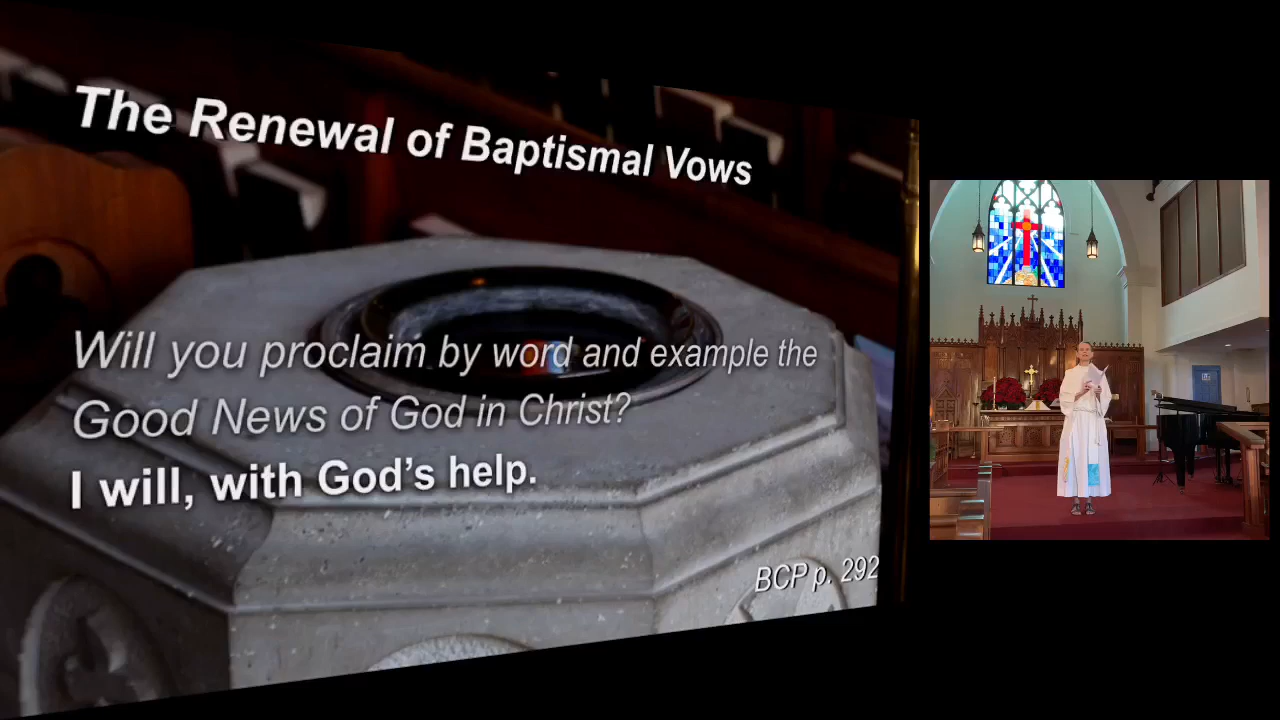 The Renewal of Baptismal Vows
Will you proclaim by word and example the
Good News of God in Christ?
I will, with God's help.
BCP p. 292